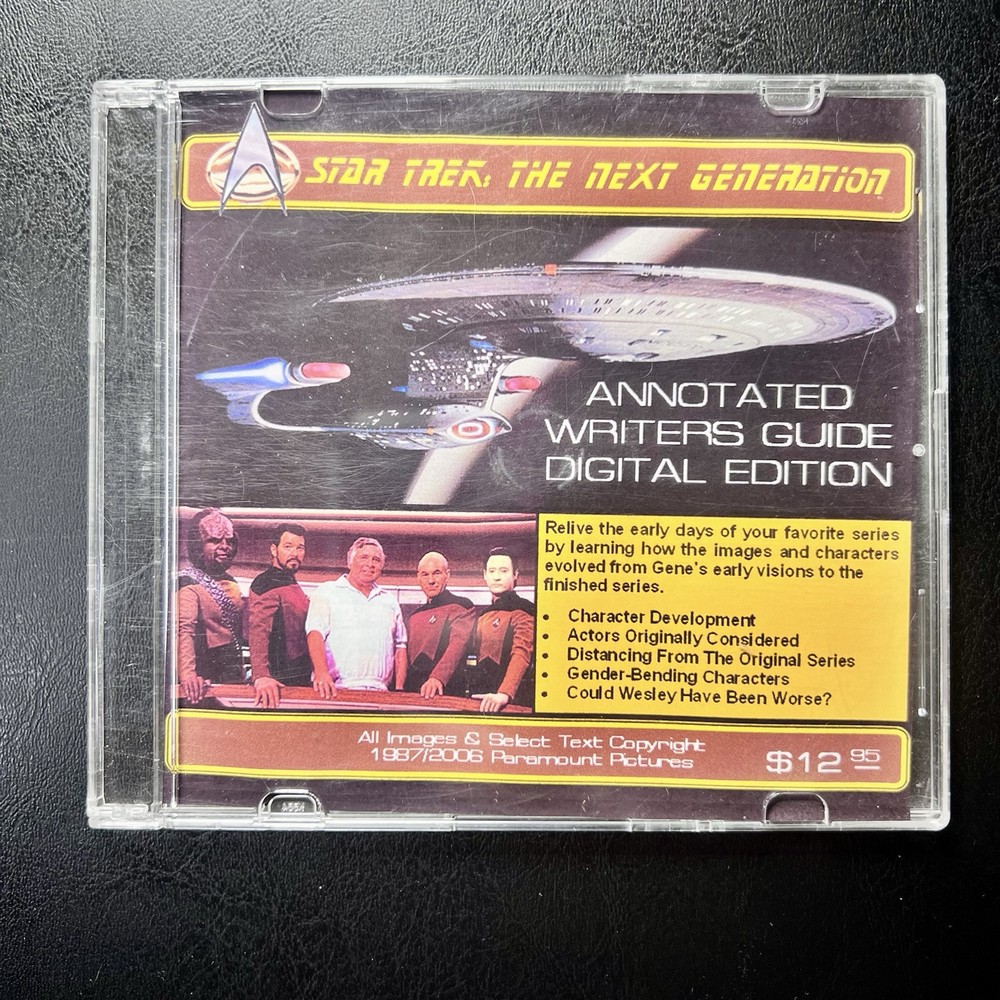 STAR TREK: THE NEXT GENERATION
ANNOTATED
WRITERS GUIDE
DIGITAL EDITION
Relive the early days of your favorite series
by learning how the images and characters
evolved from Gene's early visions to the
finished series.
• Character Development
• Actors Originally Considered
• Distancing From The Original Series
• Gender-Bending Characters
• Could Wesley Have Been Worse?
All Images & Select Text Copyright
1987/2006 Paramount Pictures
$12 95